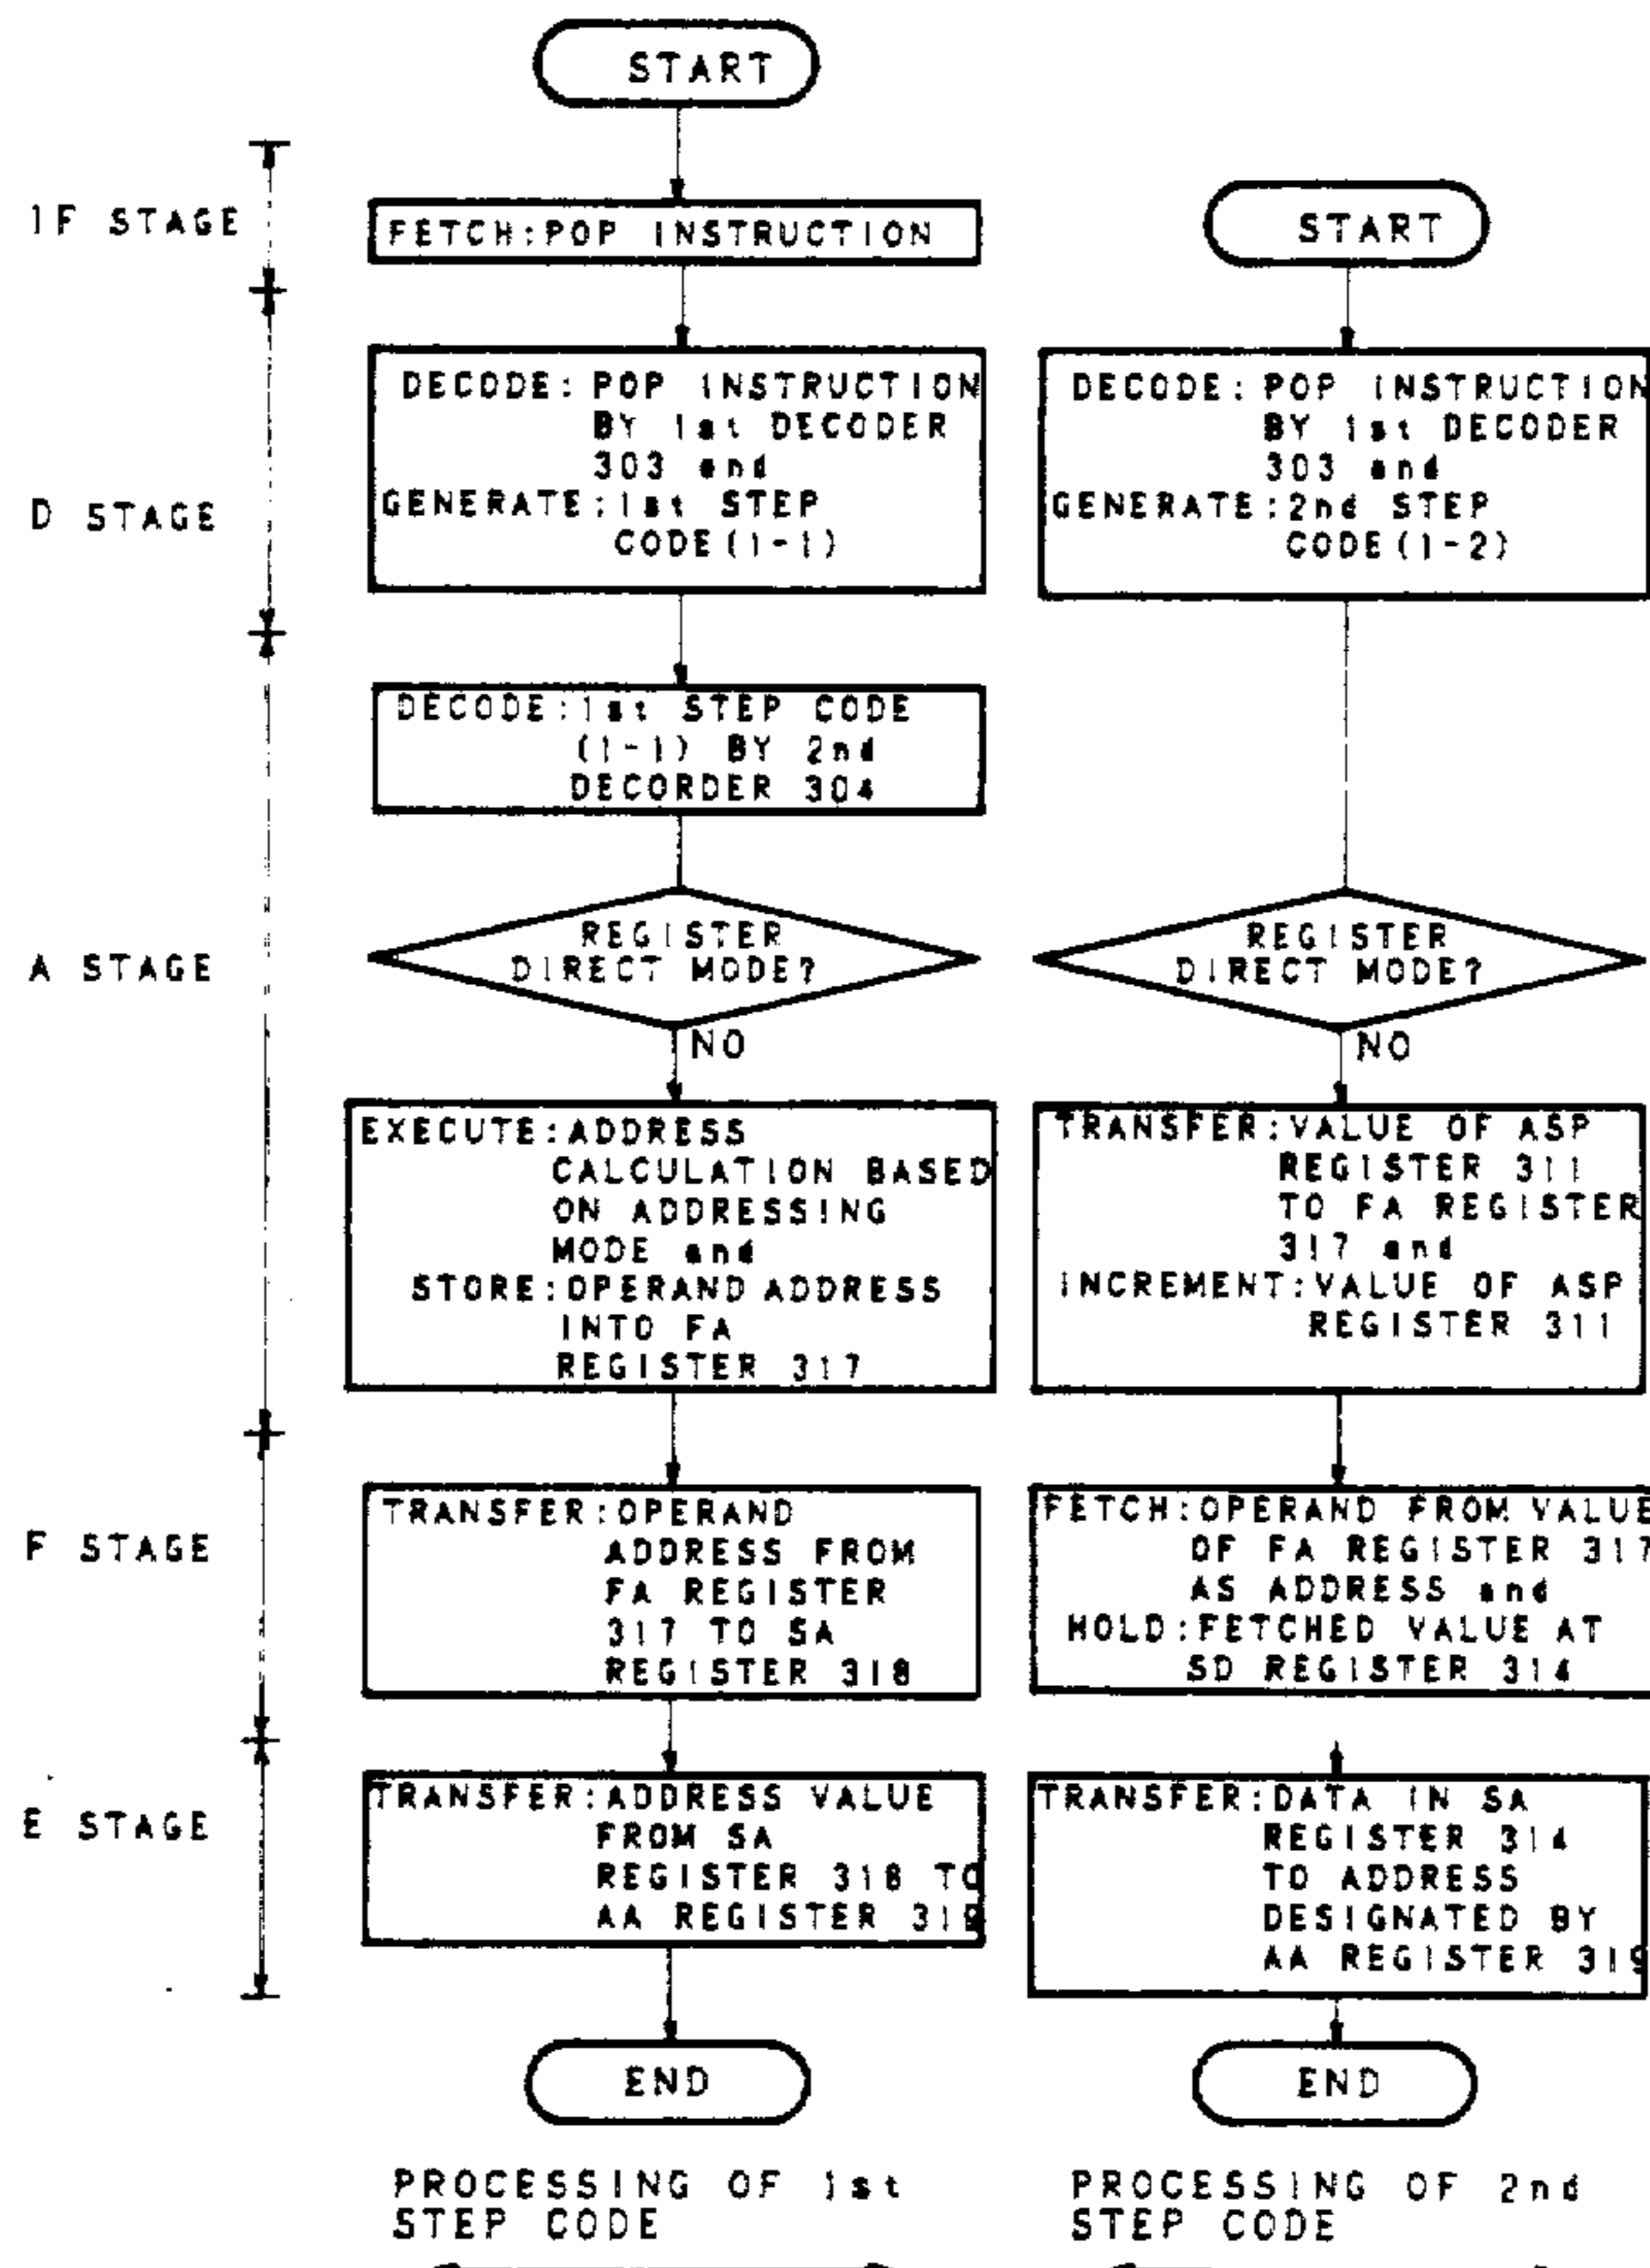 START
IF STAGE
FETCH:POP INSTRUCTION
D STAGE
DECODE: POP INSTRUCTION
BY 1st DECODER
303 and
GENERATE:1st STEP
CODE(1-1)
DECODE:1st STEP CODE
(1-1) BY 2nd
DECORDER 304
A STAGE
REGISTER
DIRECT MODE?
NO
EXECUTE:ADDRESS
CALCULATION BASED
ON ADDRESSING
MODE and
STORE:OPERAND ADDRESS
INTO FA
REGISTER 317
F STAGE
TRANSFER:OPERAND
ADDRESS FROM
FA REGISTER
317 TO SA
REGISTER 318
E STAGE
TRANSFER:ADDRESS VALUE
FROM SA
REGISTER 318 TO
AA REGISTER 319
END
PROCESSING OF 1st
STEP CODE
START
DECODE: POP INSTRUCTION
BY 1st DECODER
303 and
GENERATE:2nd STEP
CODE(1-2)
REGISTER
DIRECT MODE?
NO
TRANSFER:VALUE OF ASP
REGISTER 311
TO FA REGISTER
317 and
INCREMENT:VALUE OF ASP
REGISTER 311
FETCH:OPERAND FROM VALUE
OF FA REGISTER 317
AS ADDRESS and
HOLD:FETCHED VALUE AT
SD REGISTER 314
TRANSFER:DATA IN SA
REGISTER 314
TO ADDRESS
DESIGNATED BY
AA REGISTER 319
END
PROCESSING OF 2nd
STEP CODE